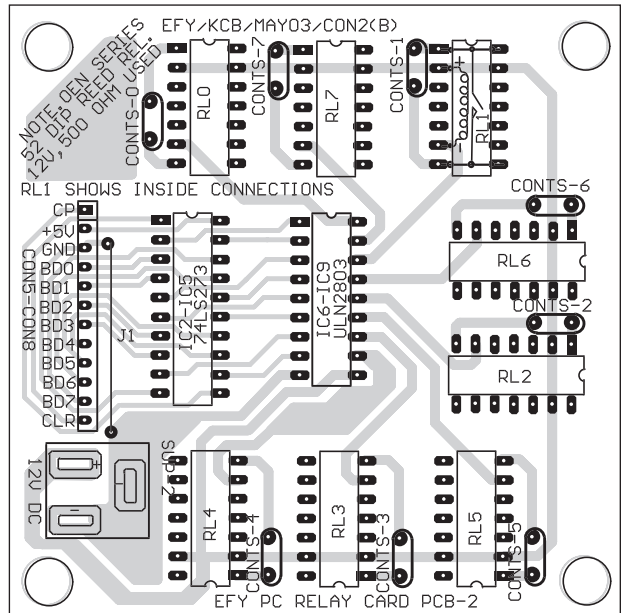 EFY/KCB/MAY03/CON2(B)
NOTE.OEN SERIES
52 DIP REED REL.
12V,500 OHM USED
CONTS-0
RL0
CONTS-7
RL7
CONTS-1
+
-
RL1
RL1 SHOWS INSIDE CONNECTIONS
CONTS-6
RL6
CONTS-2
RL2
CP
+5V
GND
BD0
BD1
BD2
BD3
BD4
BD5
BD6
BD7
CLR
CON5-CON8
J1
IC2-IC5
74LS273
IC6-IC9
ULN2803
12V DC
+
-
RL4
CONTS-4
RL3
CONTS-3
RL5
CONTS-5
EFY PC RELAY CARD PCB-2